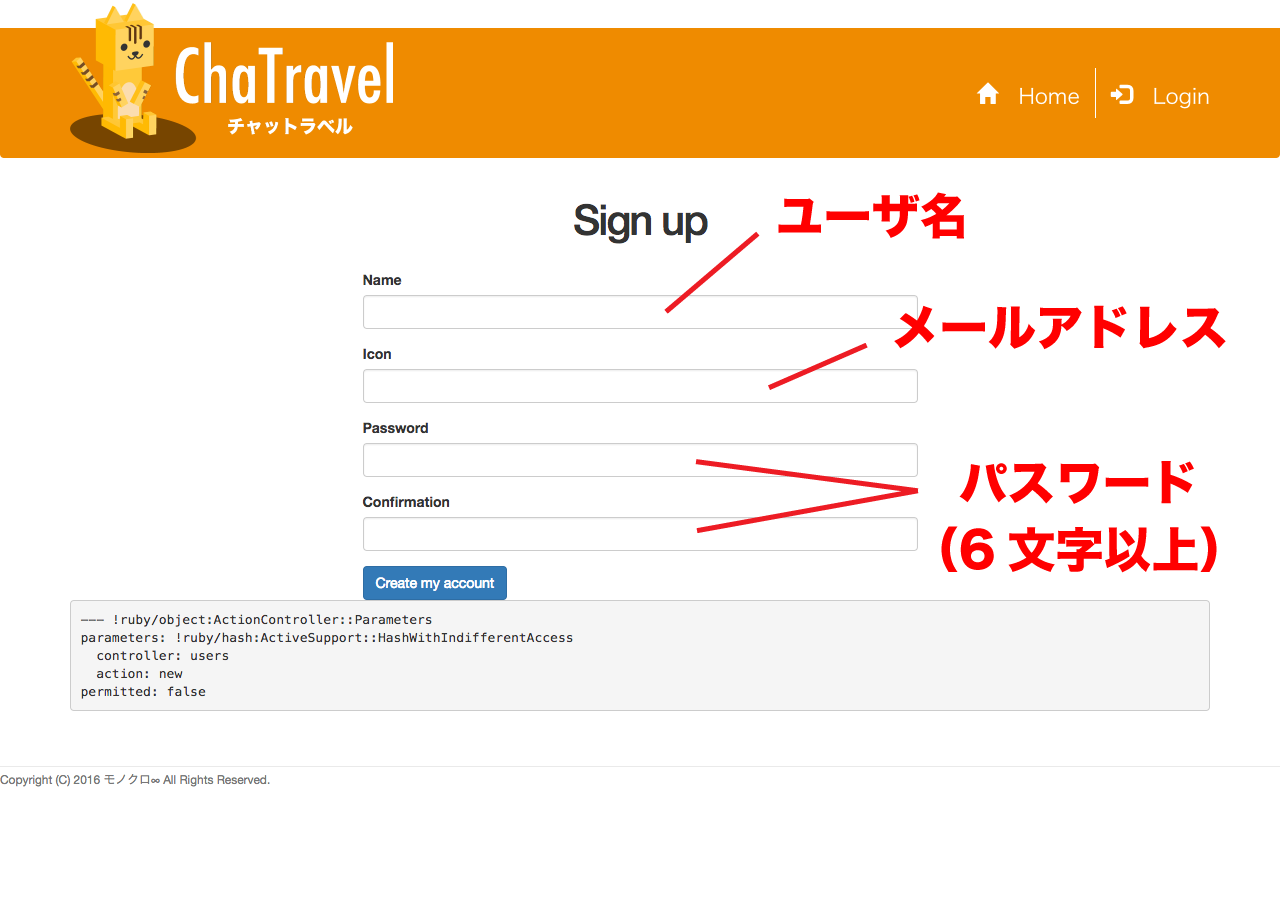 ChaTravel
チャットラベル
Home
Login
Sign up
ユーザ名
Name
メールアドレス
Icon
Password
パスワード
(6 文字以上)
Confirmation
Create my account
--- !ruby/object:ActionController::Parameters
parameters: !ruby/hash:ActiveSupport::HashWithIndifferentAccess
  controller: users
  action: new
permitted: false
Copyright (C) 2016 モノクロ∞ All Rights Reserved.